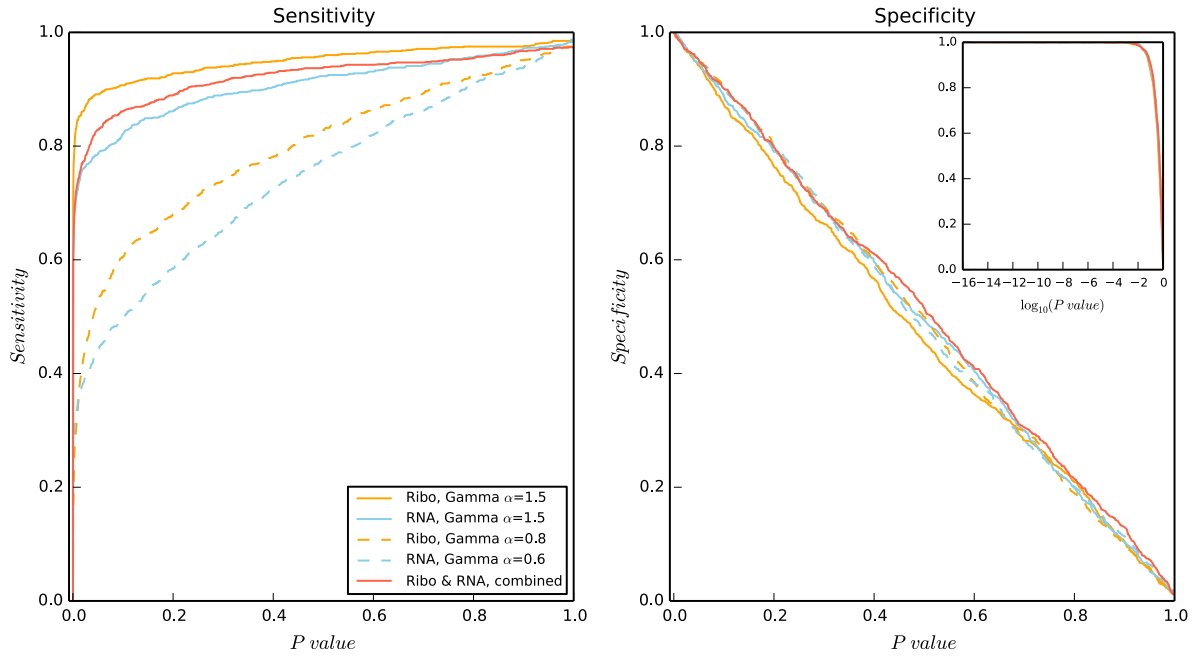 Sensitivity
1.0
0.8
0.6
0.4
0.2
0.0
Sensitivity
0.0 0.2 0.4 0.6 0.8 1.0
P value
Ribo, Gamma α=1.5
RNA, Gamma α=1.5
Ribo, Gamma α=0.8
RNA, Gamma α=0.6
Ribo & RNA, combined
Specificity
1.0
0.8
0.6
0.4
0.2
0.0
Specificity
0.0 0.2 0.4 0.6 0.8 1.0
P value
1.0
0.8
0.6
0.4
0.2
0.0
−16 −14 −12 −10 −8 −6 −4 −2 0
log₁₀(P value)